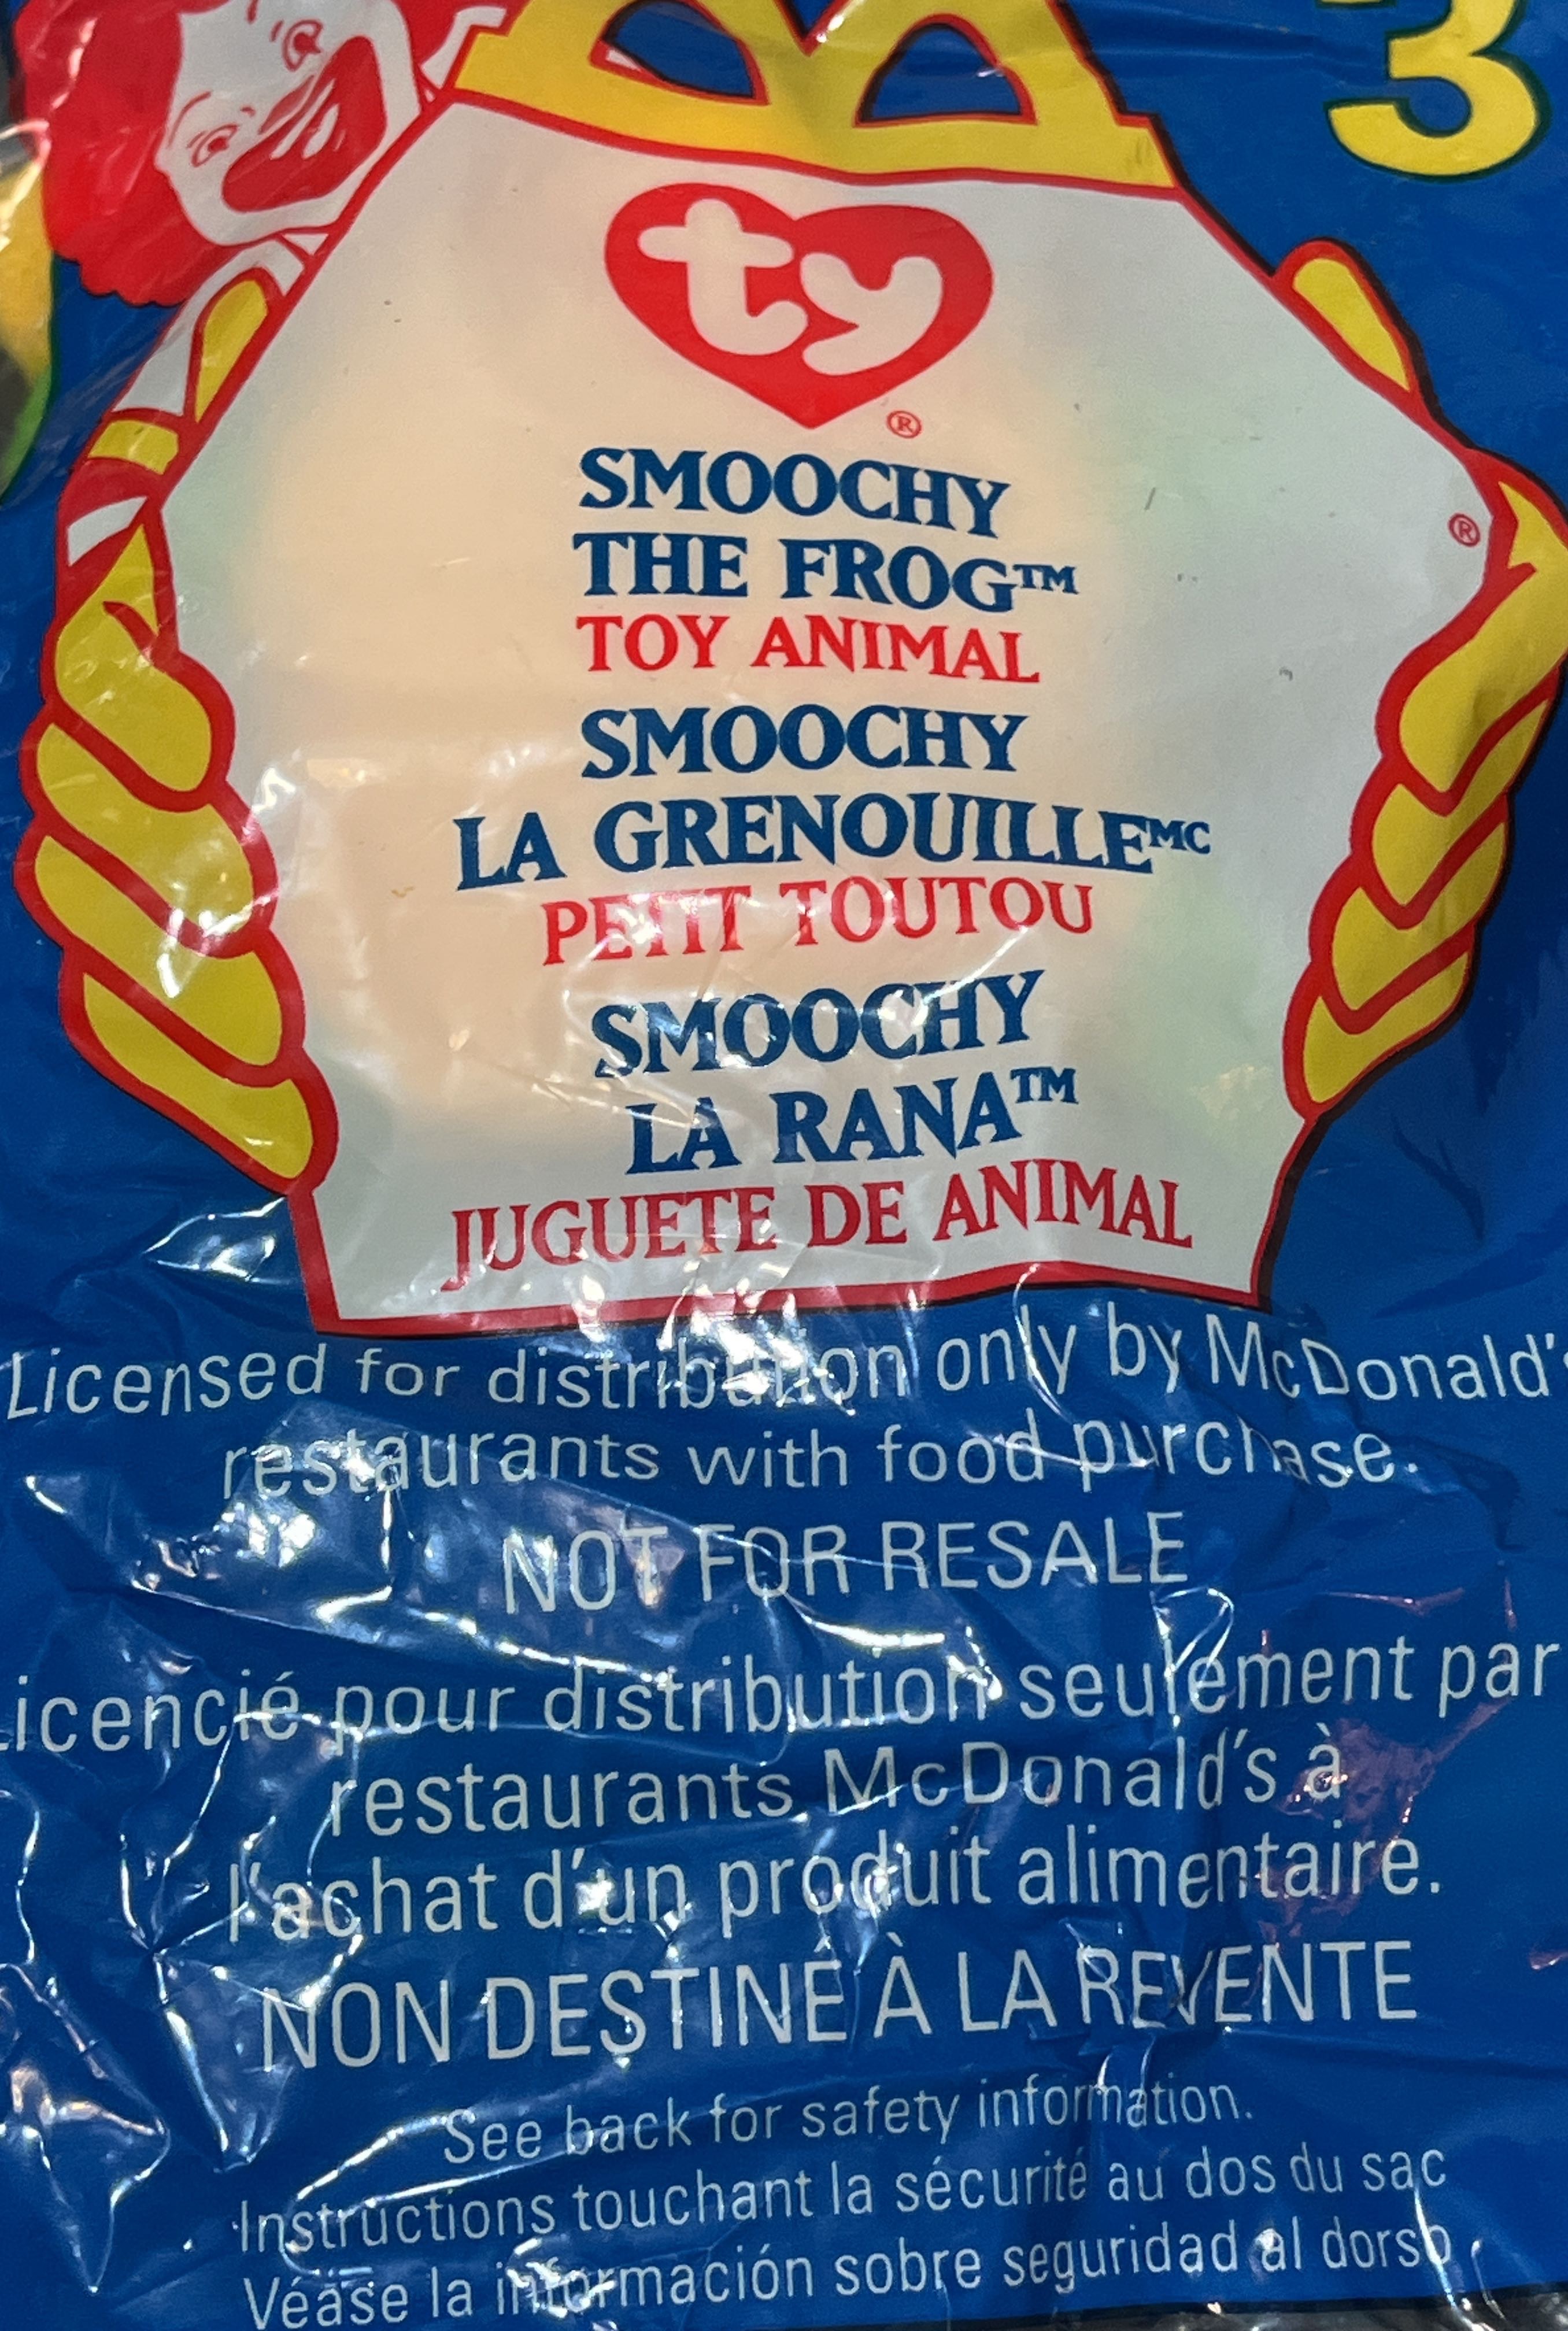 3
ty
®
SMOOCHY
THE FROG™
TOY ANIMAL
®
SMOOCHY
LA GRENOUILLEMC
PETIT TOUTOU
SMOOCHY
LA RANA™
JUGUETE DE ANIMAL
Licensed for distribution only by McDonald's
restaurants with food purchase.
NOT FOR RESALE
Licencié pour distribution seulement par
restaurants McDonald's à
l'achat d'un produit alimentaire.
NON DESTINÉ À LA REVENTE
See back for safety information.
Instructions touchant la sécurité au dos du sac
Véase la información sobre seguridad al dorso